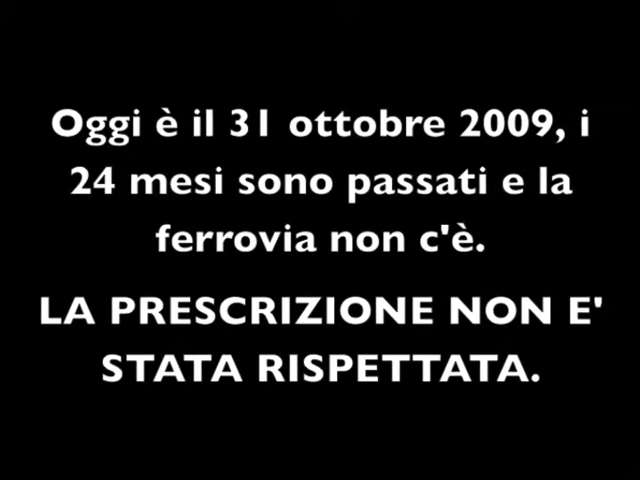 Oggi è il 31 ottobre 2009, i
24 mesi sono passati e la
ferrovia non c'è.
LA PRESCRIZIONE NON E'
STATA RISPETTATA.